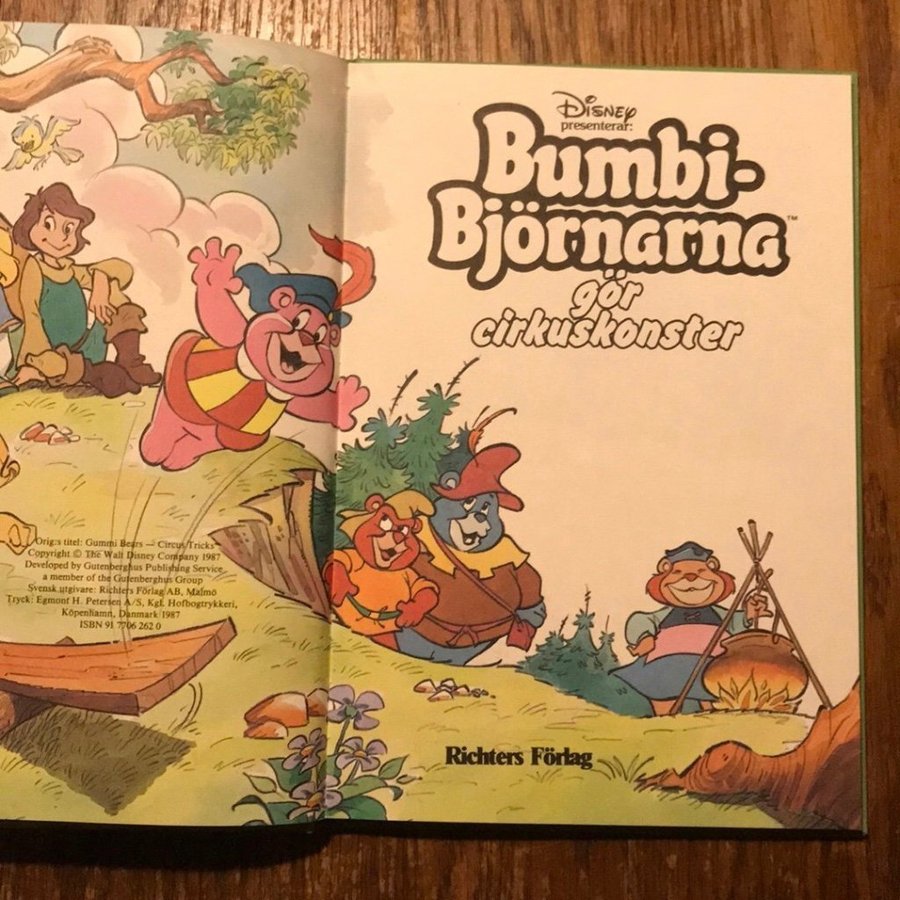 Orig:s titel: Gummi Bears — Circus Tricks
Copyright © The Walt Disney Company 1987
Developed by Gutenberghus Publishing Service
a member of the Gutenberghus Group
Svensk utgivare: Richters Förlag AB, Malmö
Tryck: Egmont H. Petersen A/S, Kgl. Hofbogtrykkeri,
Köpenhamn, Danmark 1987
ISBN 91 7706 262 0
Disney
presenterar:
Bumbi-
Björnarna™
gör
cirkuskonster
Richters Förlag